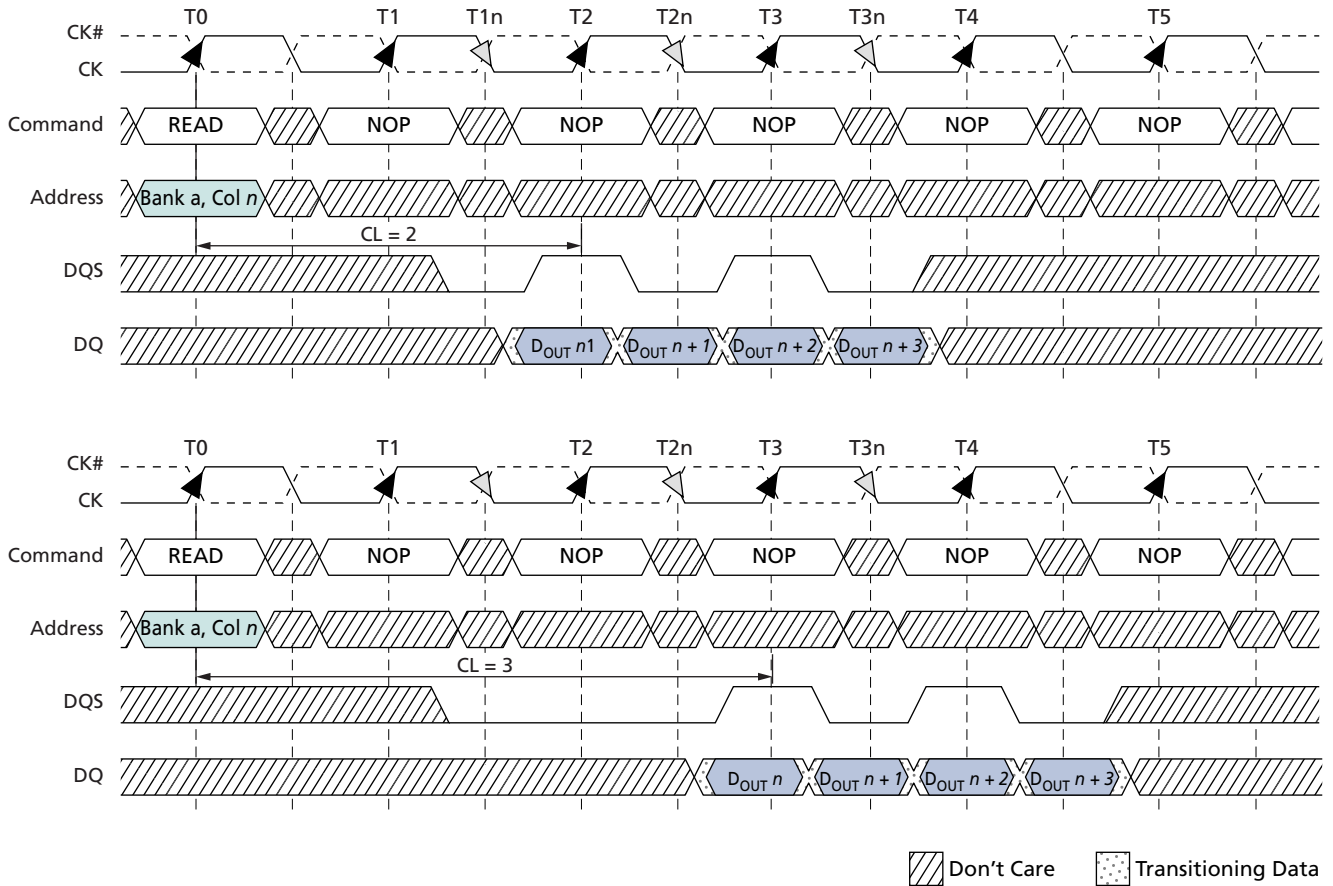 T0 T1 T1n T2 T2n T3 T3n T4 T5
CK#
CK
Command READ NOP NOP NOP NOP NOP
Address Bank a, Col n
CL = 2
DQS
DQ DOUT n1 DOUT n + 1 DOUT n + 2 DOUT n + 3
T0 T1 T2 T2n T3 T3n T4 T5
CK#
CK
Command READ NOP NOP NOP NOP NOP
Address Bank a, Col n
CL = 3
DQS
DQ DOUT n DOUT n + 1 DOUT n + 2 DOUT n + 3
Don't Care Transitioning Data